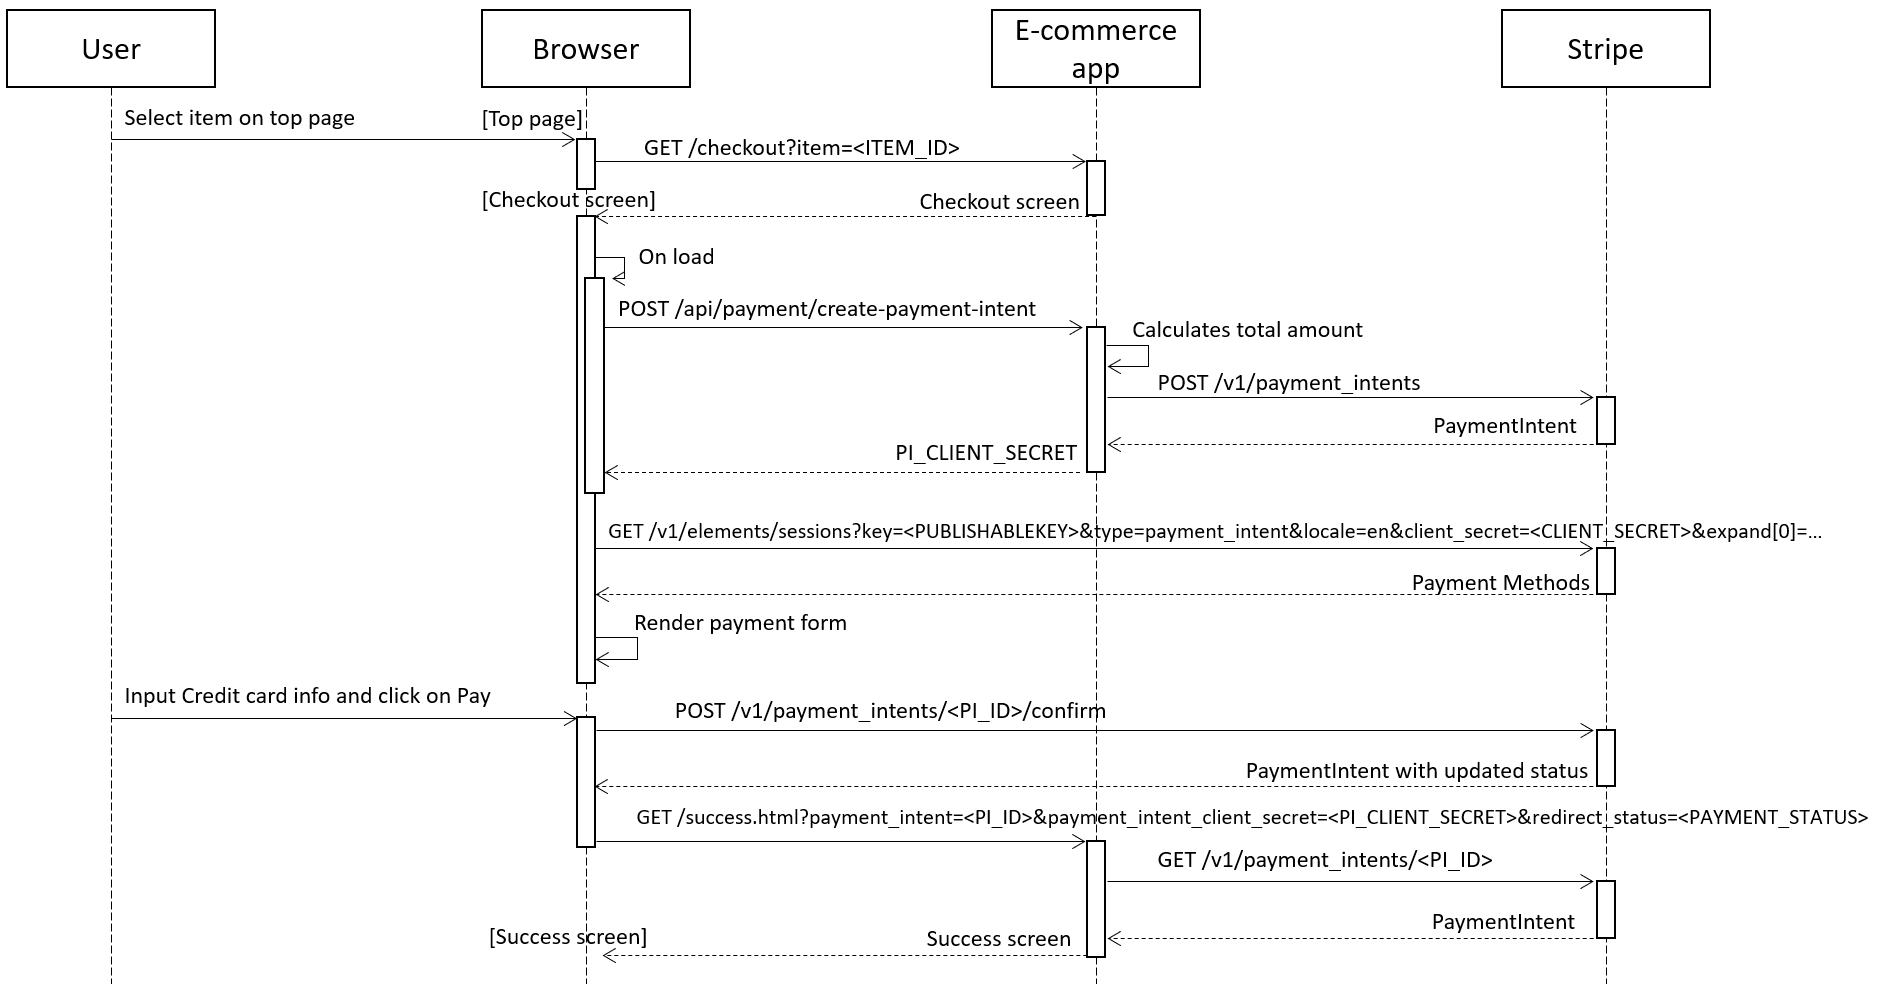 User
Browser
E-commerce
app
Stripe
Select item on top page
[Top page]
GET /checkout?item=<ITEM_ID>
[Checkout screen]
Checkout screen
On load
POST /api/payment/create-payment-intent
Calculates total amount
POST /v1/payment_intents
PaymentIntent
PI_CLIENT_SECRET
GET /v1/elements/sessions?key=<PUBLISHABLEKEY>&type=payment_intent&locale=en&client_secret=<CLIENT_SECRET>&expand[0]=...
Payment Methods
Render payment form
Input Credit card info and click on Pay
POST /v1/payment_intents/<PI_ID>/confirm
PaymentIntent with updated status
GET /success.html?payment_intent=<PI_ID>&payment_intent_client_secret=<PI_CLIENT_SECRET>&redirect_status=<PAYMENT_STATUS>
GET /v1/payment_intents/<PI_ID>
PaymentIntent
[Success screen]
Success screen